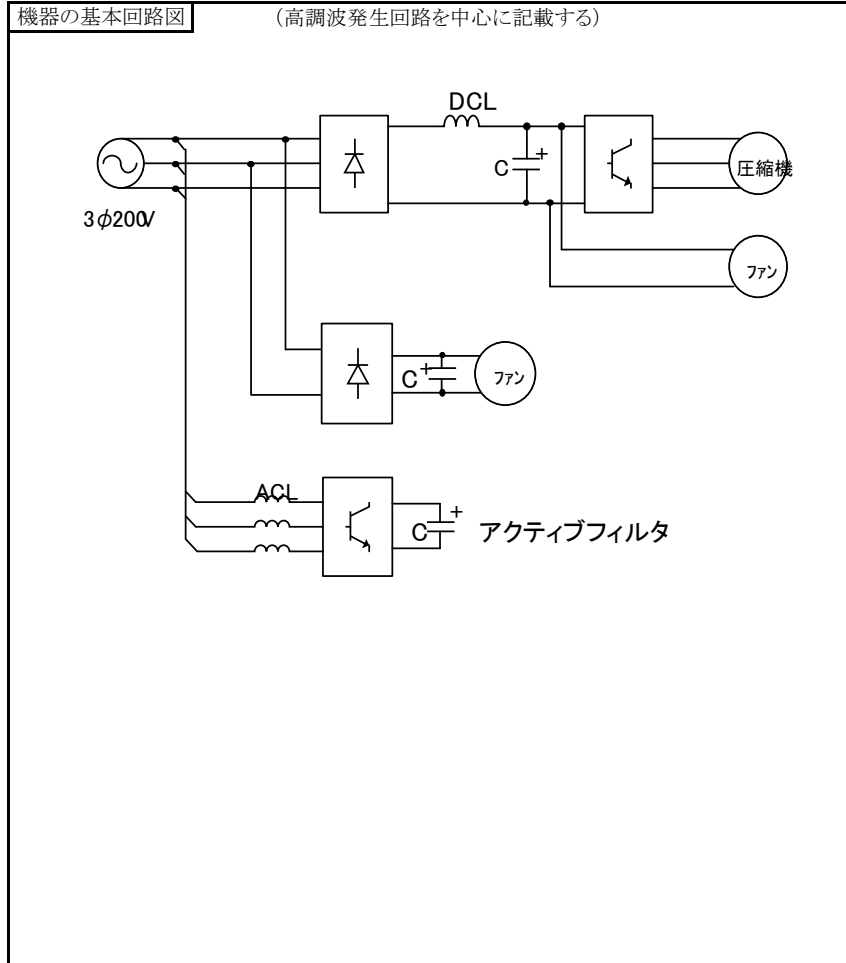 機器の基本回路図 (高調波発生回路を中心に記載する)
DCL
C +
圧縮機
3φ200V
ファン
C + ファン
ACL
C + アクティブフィルタ